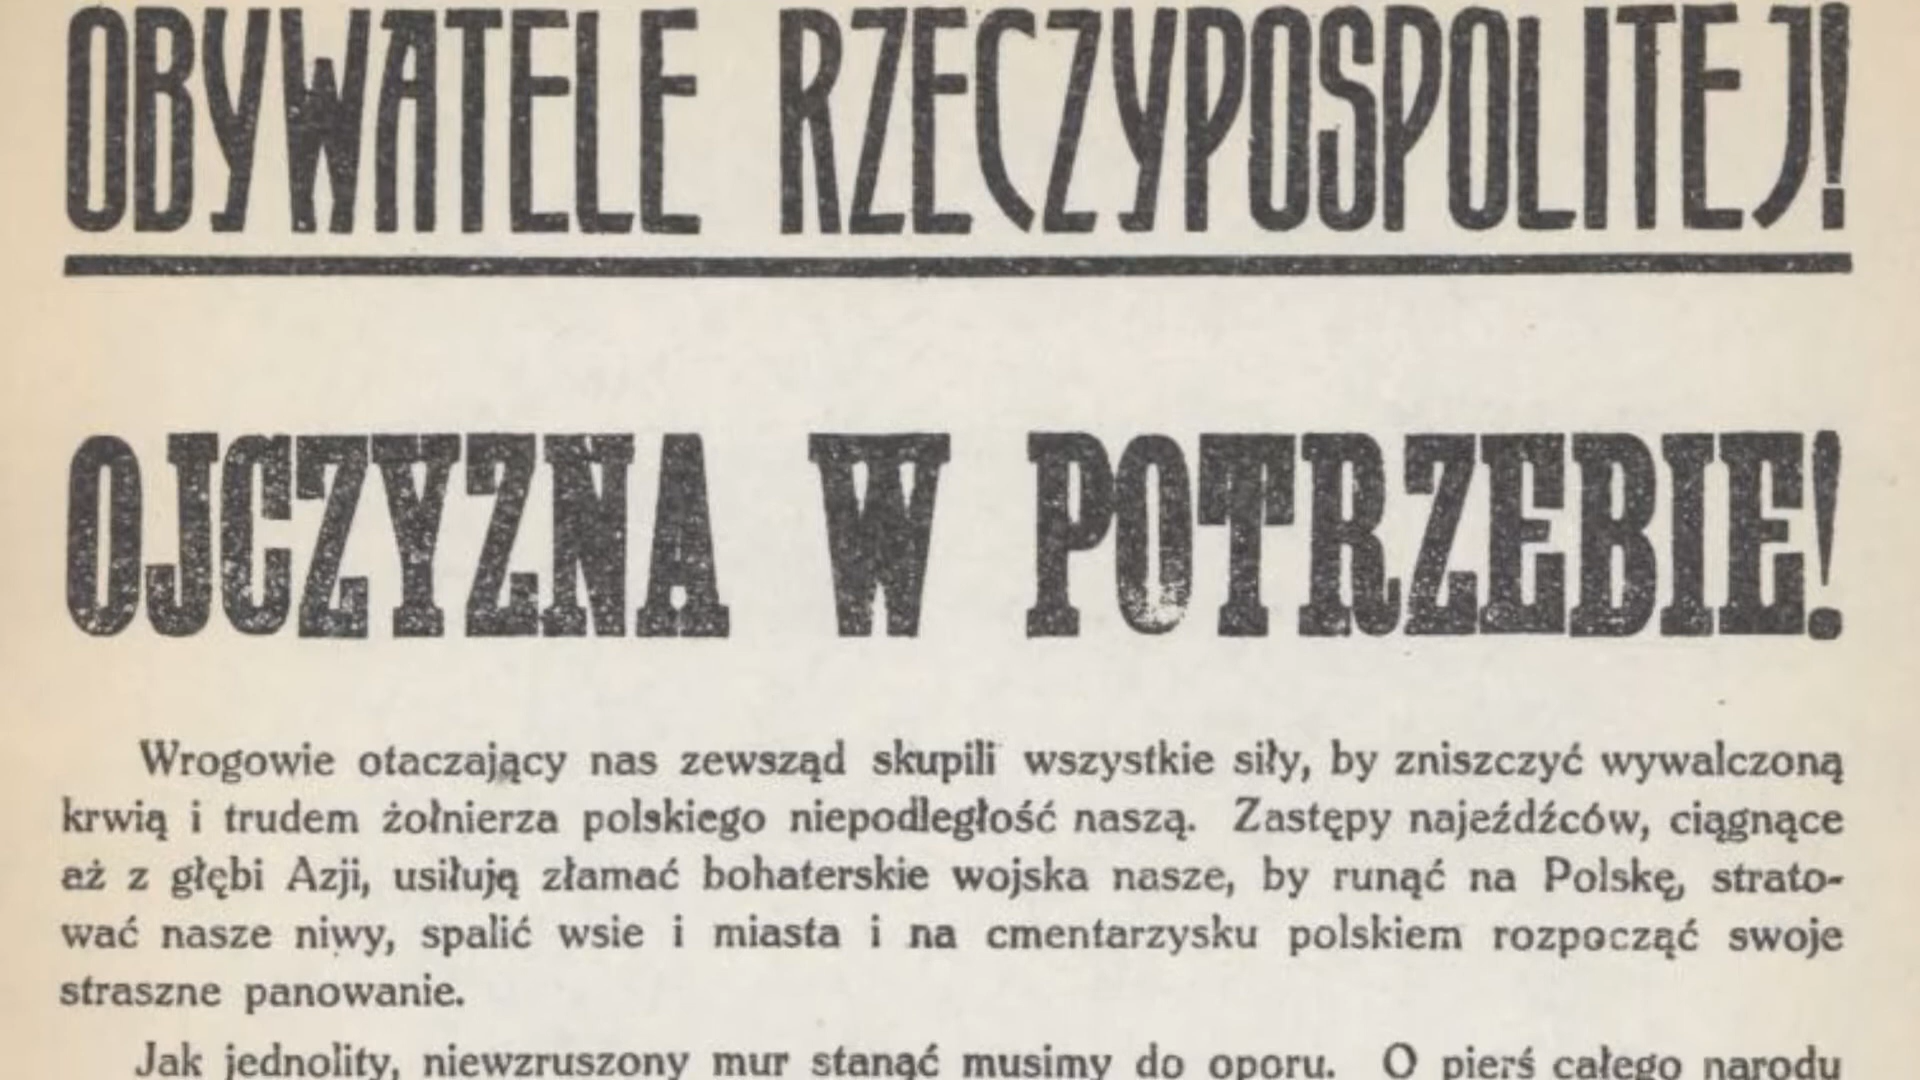 OBYWATELE RZECZYPOSPOLITEJ!
OJCZYZNA W POTRZEBIE!
Wrogowie otaczający nas zewsząd skupili wszystkie siły, by zniszczyć wywalczoną
krwią i trudem żołnierza polskiego niepodległość naszą. Zastępy najeźdźców, ciągnące
aż z głębi Azji, usiłują złamać bohaterskie wojska nasze, by runąć na Polskę, strato-
wać nasze niwy, spalić wsie i miasta i na cmentarzysku polskiem rozpocząć swoje
straszne panowanie.
Jak jednolity, niewzruszony mur stanąć musimy do oporu. O pierś całego narodu